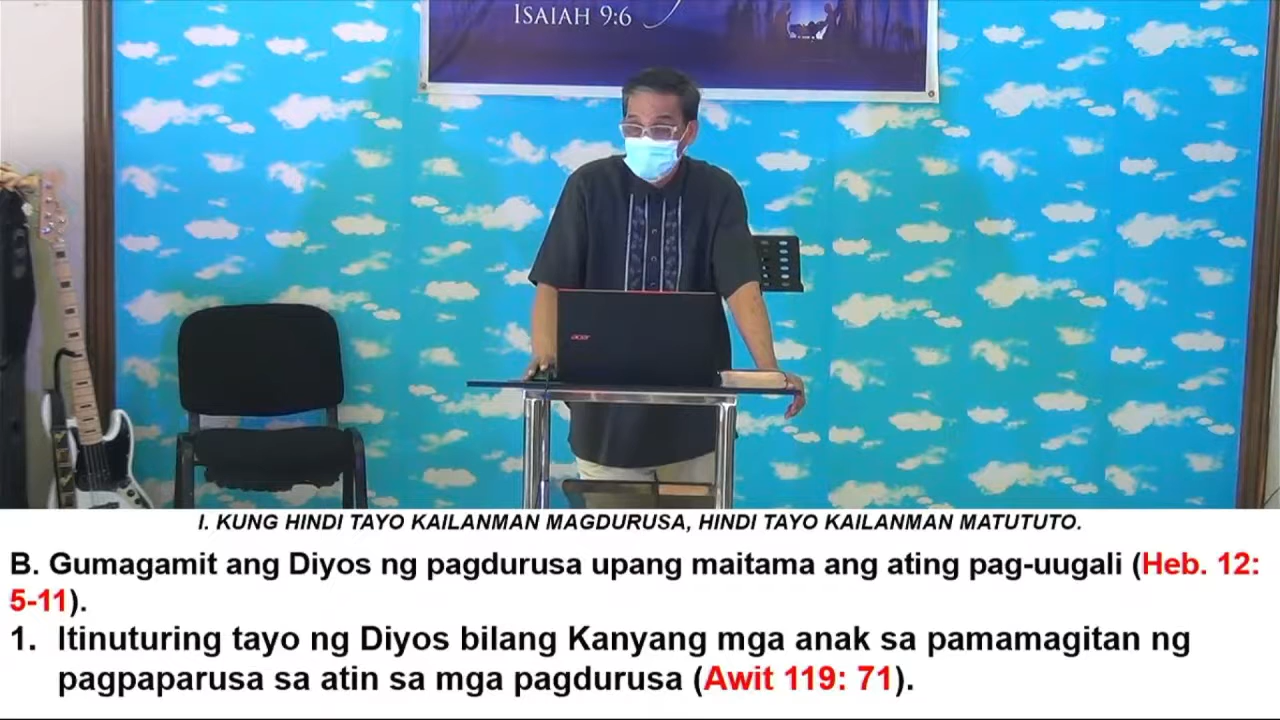 ISAIAH 9:6
acer
I. KUNG HINDI TAYO KAILANMAN MAGDURUSA, HINDI TAYO KAILANMAN MATUTUTO.
B. Gumagamit ang Diyos ng pagdurusa upang maitama ang ating pag-uugali (Heb. 12:
5-11).
1. Itinuturing tayo ng Diyos bilang Kanyang mga anak sa pamamagitan ng
pagpaparusa sa atin sa mga pagdurusa (Awit 119: 71).